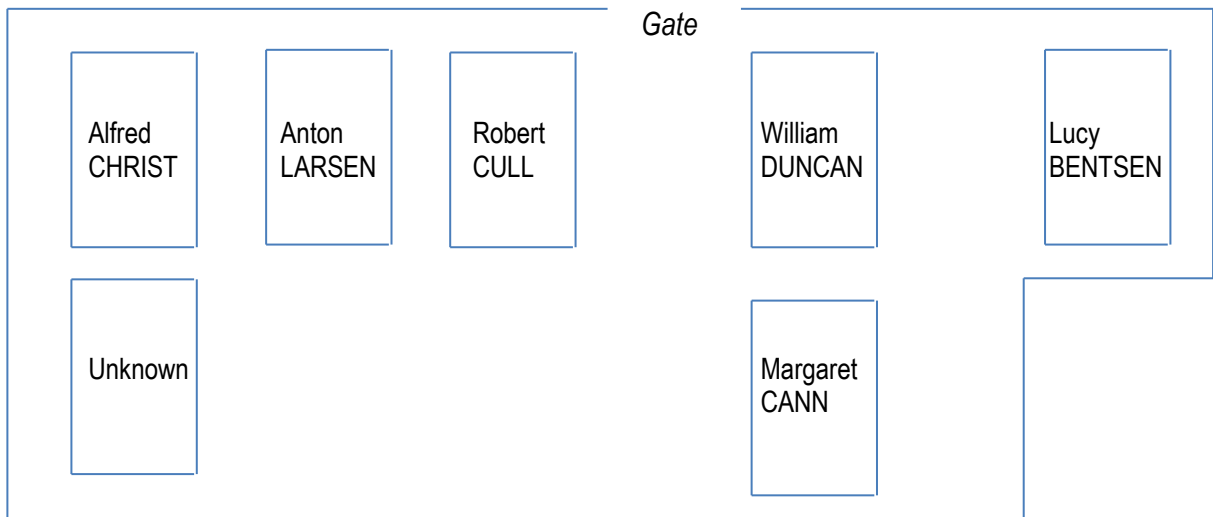 Gate
Alfred
CHRIST
Anton
LARSEN
Robert
CULL
William
DUNCAN
Lucy
BENTSEN
Unknown
Margaret
CANN